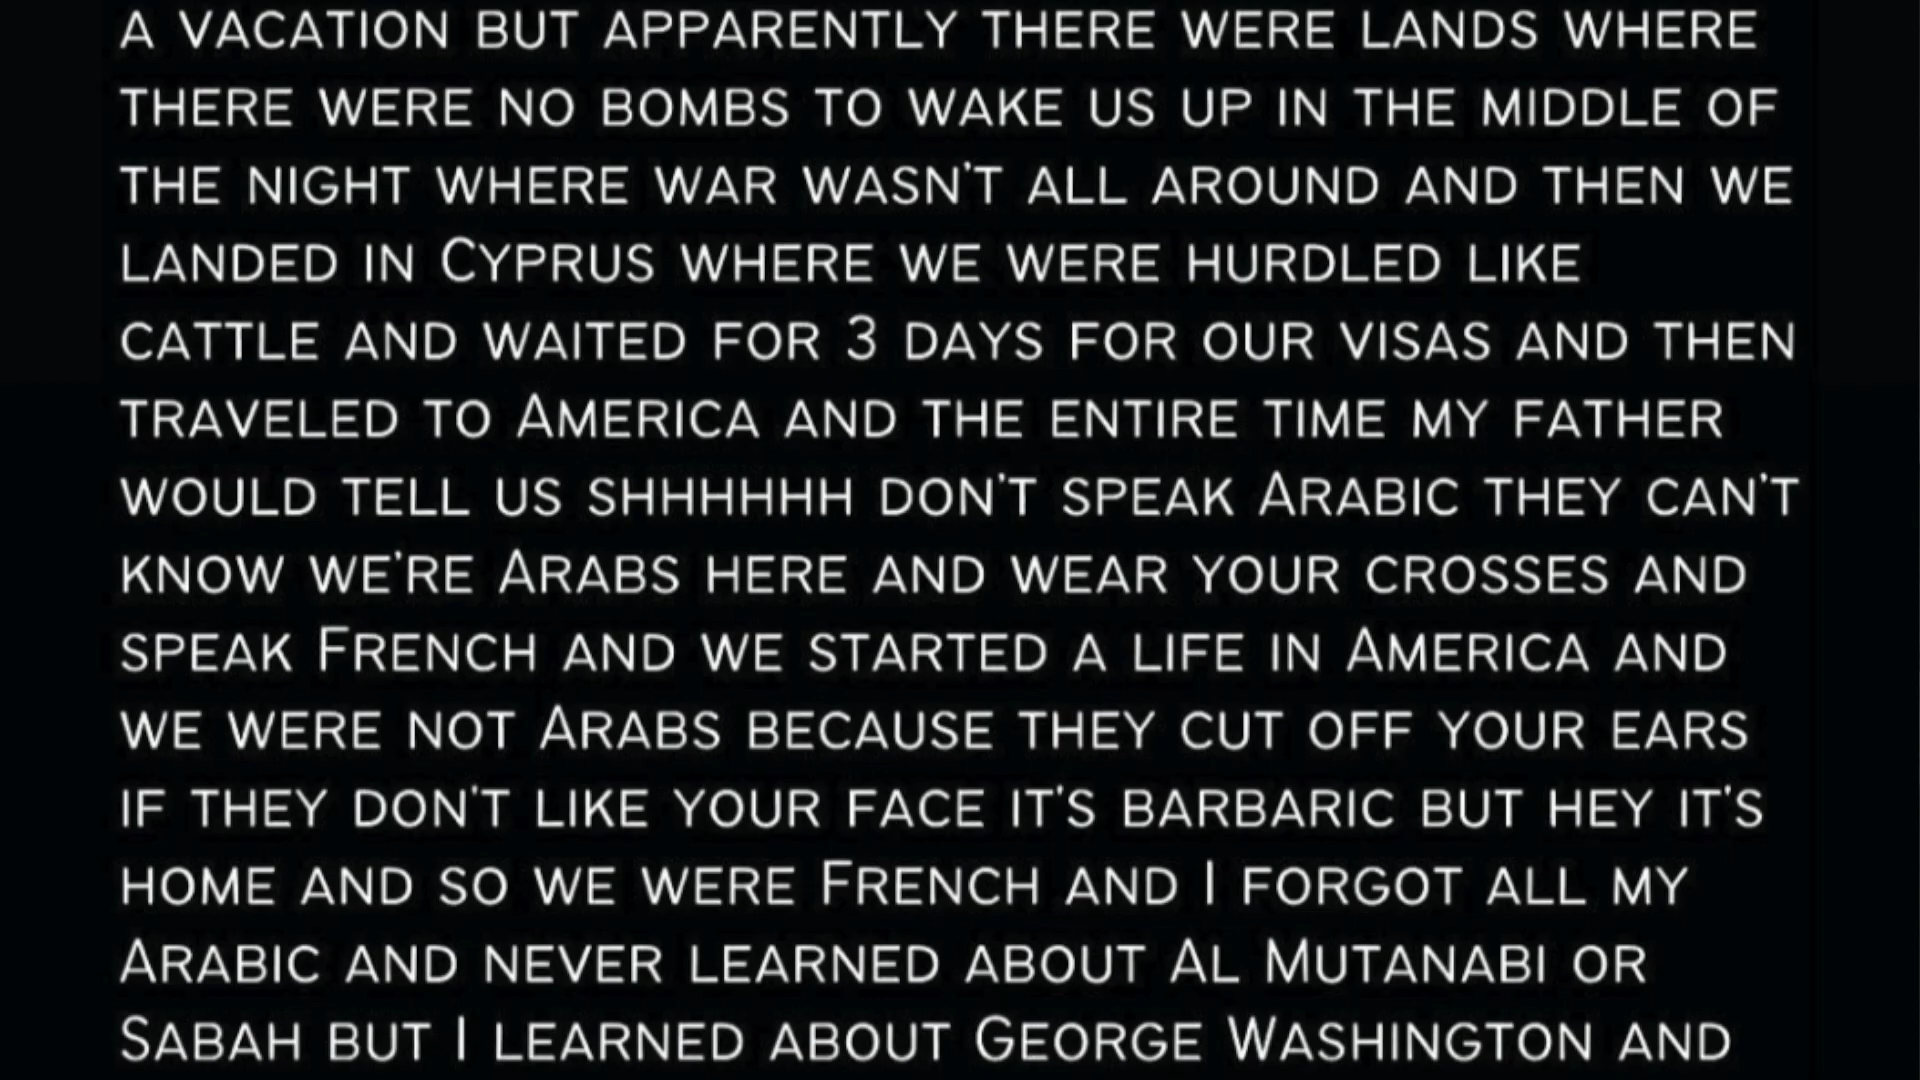 A VACATION BUT APPARENTLY THERE WERE LANDS WHERE
THERE WERE NO BOMBS TO WAKE US UP IN THE MIDDLE OF
THE NIGHT WHERE WAR WASN'T ALL AROUND AND THEN WE
LANDED IN CYPRUS WHERE WE WERE HURDLED LIKE
CATTLE AND WAITED FOR 3 DAYS FOR OUR VISAS AND THEN
TRAVELED TO AMERICA AND THE ENTIRE TIME MY FATHER
WOULD TELL US SHHHHHH DON'T SPEAK ARABIC THEY CAN'T
KNOW WE'RE ARABS HERE AND WEAR YOUR CROSSES AND
SPEAK FRENCH AND WE STARTED A LIFE IN AMERICA AND
WE WERE NOT ARABS BECAUSE THEY CUT OFF YOUR EARS
IF THEY DON'T LIKE YOUR FACE IT'S BARBARIC BUT HEY IT'S
HOME AND SO WE WERE FRENCH AND I FORGOT ALL MY
ARABIC AND NEVER LEARNED ABOUT AL MUTANABI OR
SABAH BUT I LEARNED ABOUT GEORGE WASHINGTON AND